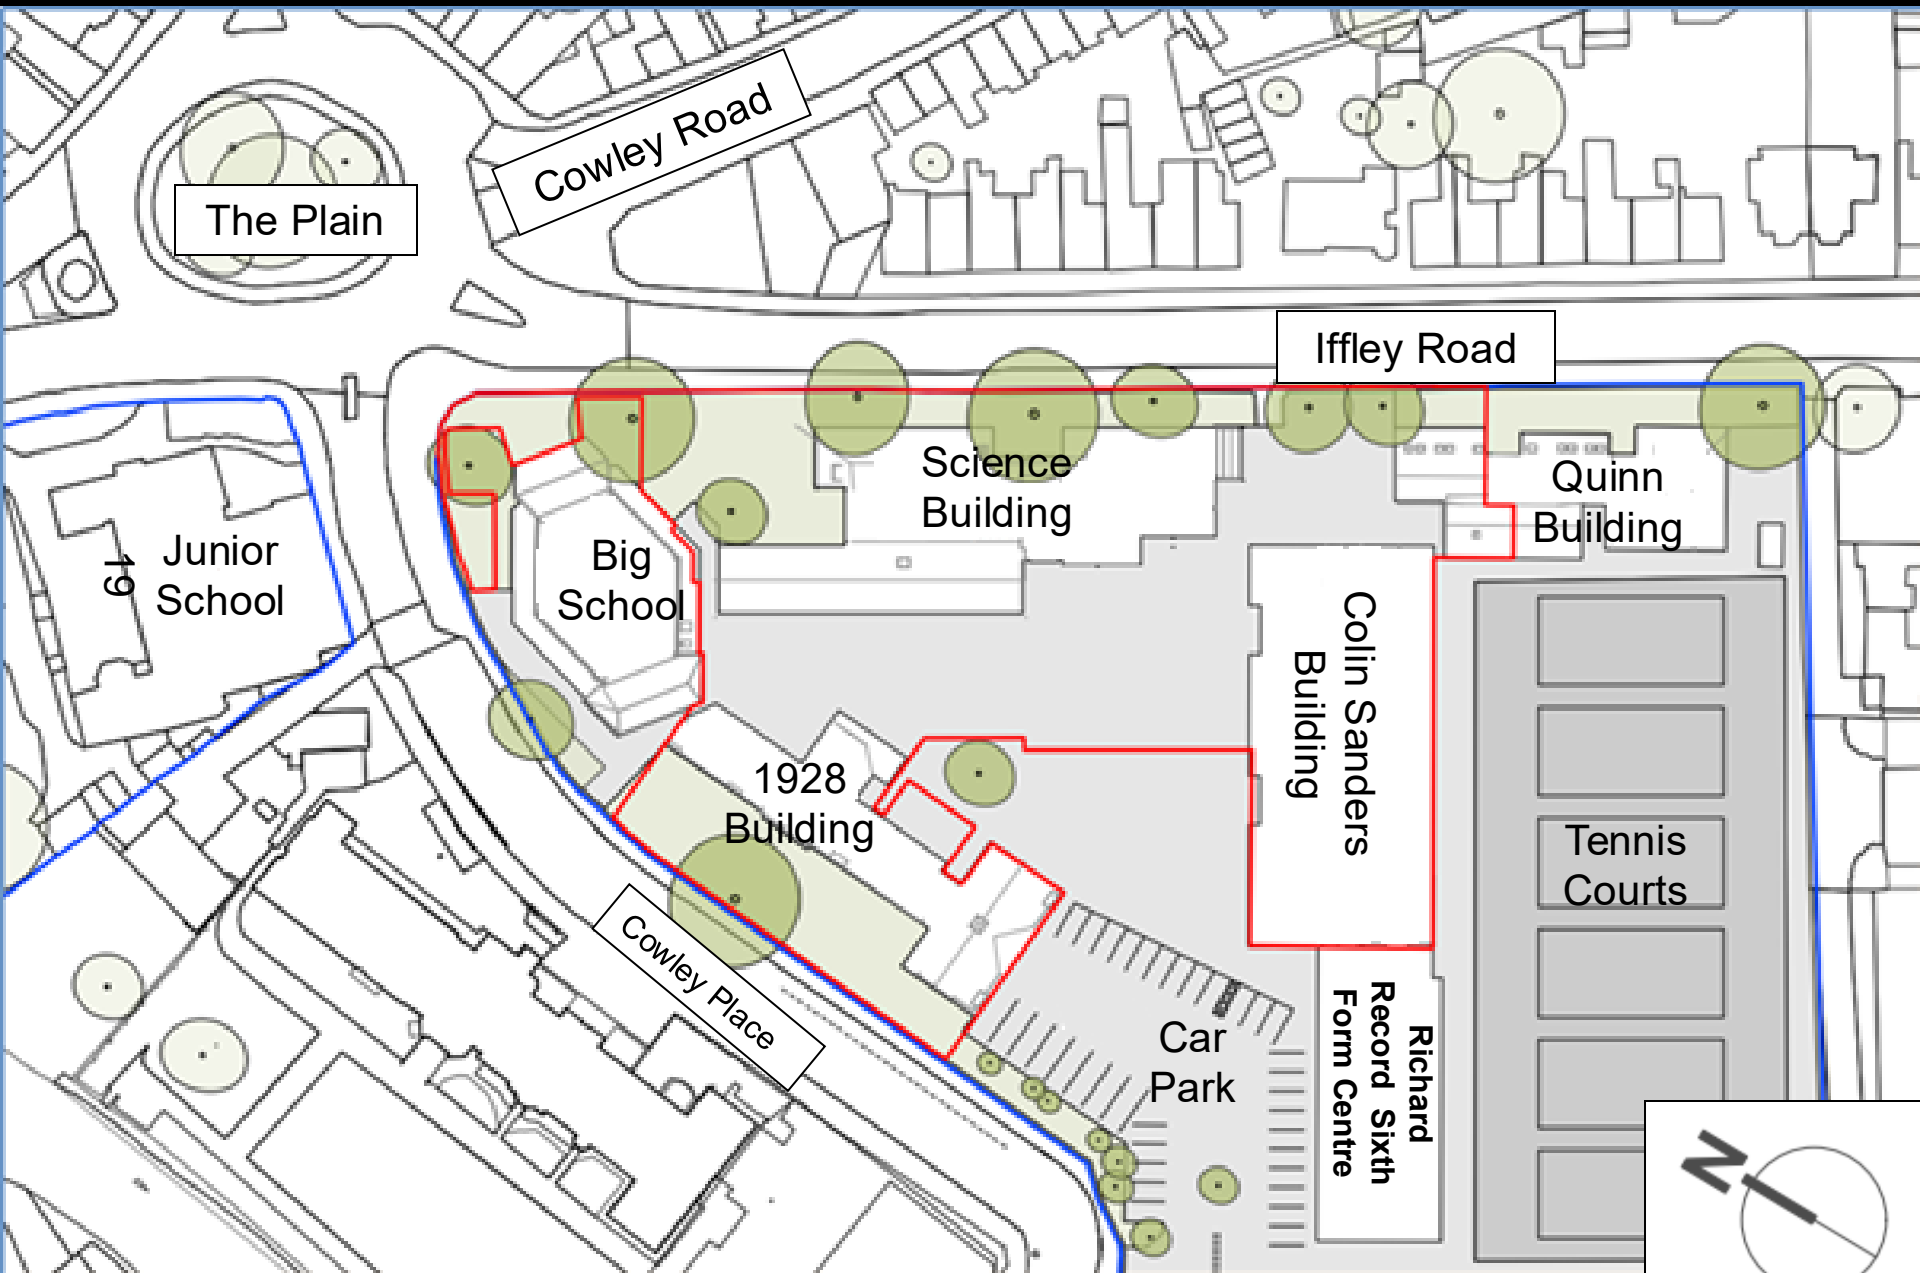 Cowley Road
The Plain
Iffley Road
Science
Building
Quinn
Building
Junior
School
19
Big
School
Colin Sanders
Building
1928
Building
Tennis
Courts
Cowley Place
Car
Park
Richard
Record Sixth
Form Centre
N